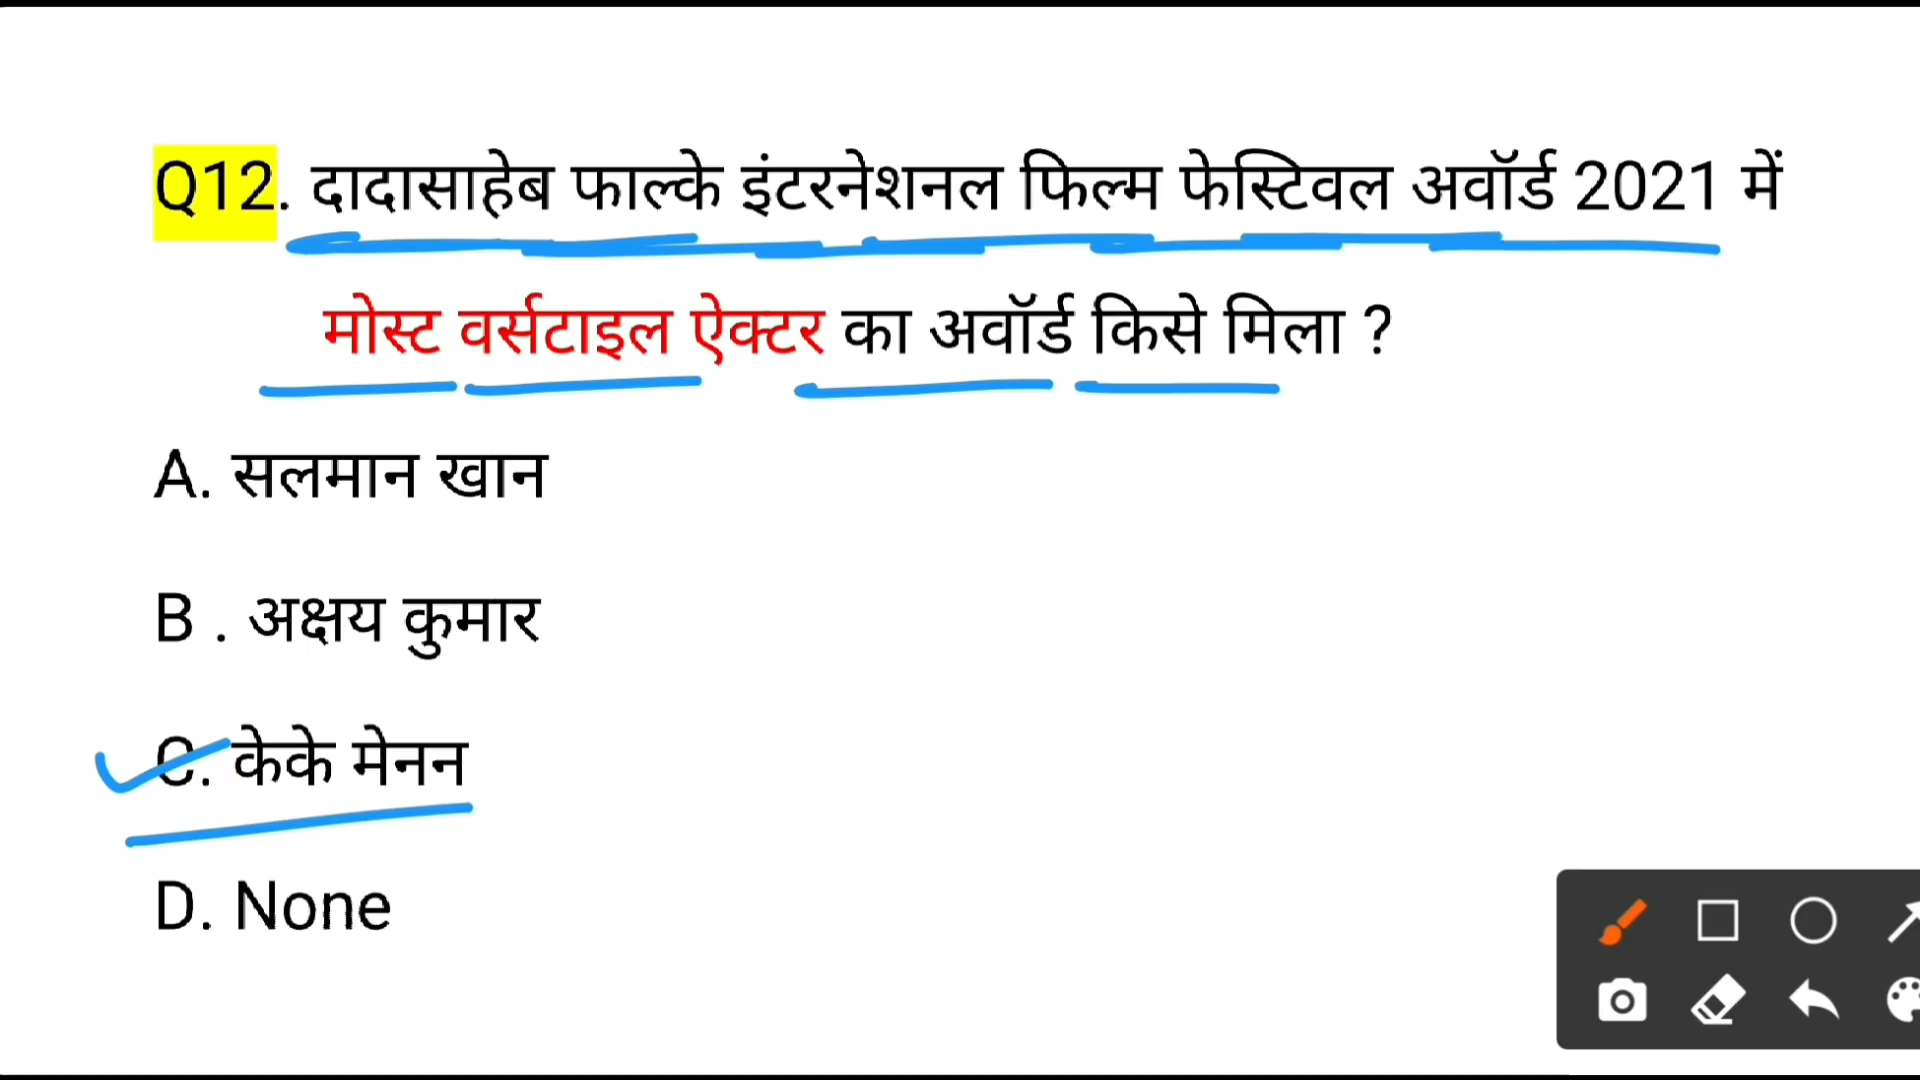 Q12. दादासाहेब फाल्के इंटरनेशनल फिल्म फेस्टिवल अवॉर्ड 2021 में
मोस्ट वर्सटाइल ऐक्टर का अवॉर्ड किसे मिला ?
A. सलमान खान
B . अक्षय कुमार
C. केके मेनन
D. None